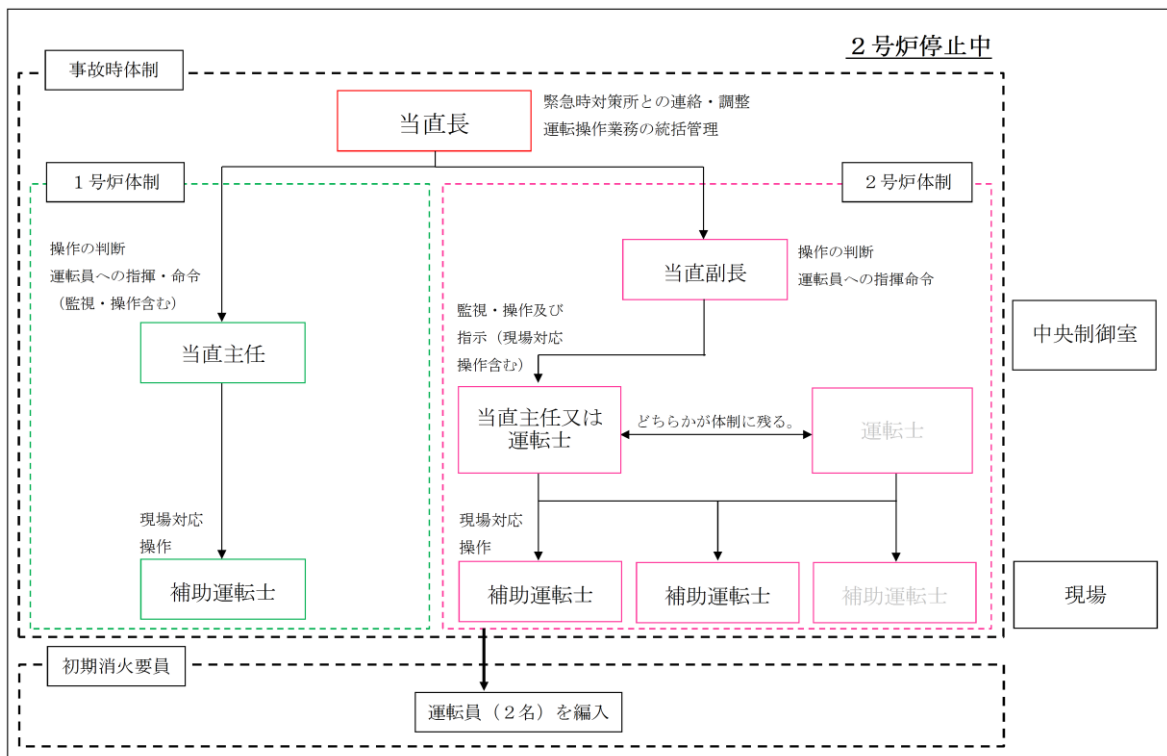 ２号炉停止中
事故時体制
緊急時対策所との連絡・調整
運転操作業務の統括管理
当直長
１号炉体制
２号炉体制
操作の判断
運転員への指揮・命令
（監視・操作含む）
当直主任
現場対応
操作
補助運転士
操作の判断
運転員への指揮命令
当直副長
監視・操作及び
指示（現場対応
操作含む）
当直主任又は
運転士
どちらかが体制に残る。
運転士
現場対応
操作
補助運転士
補助運転士
補助運転士
中央制御室
現場
初期消火要員
運転員（２名）を編入